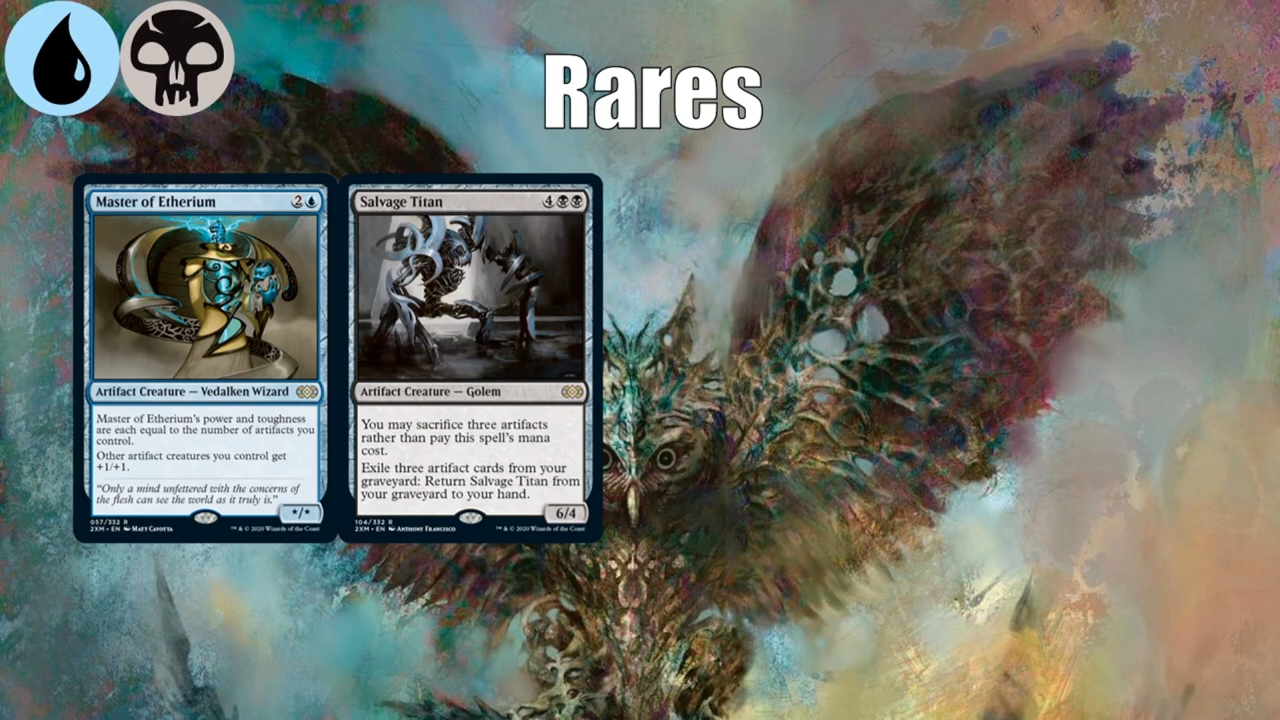 Rares
Master of Etherium 2
Artifact Creature — Vedalken Wizard
Master of Etherium's power and toughness
are each equal to the number of artifacts you
control.
Other artifact creatures you control get
+1/+1.
"Only a mind unfettered with the concerns of
the flesh can see the world as it truly is."
*/*
057/332 R
2XM • EN Matt Cavotta
™ & © 2020 Wizards of the Coast
Salvage Titan 4
Artifact Creature — Golem
You may sacrifice three artifacts
rather than pay this spell's mana
cost.
Exile three artifact cards from your
graveyard: Return Salvage Titan from
your graveyard to your hand.
6/4
104/332 R
2XM • EN Anthony Francisco
™ & © 2020 Wizards of the Coast